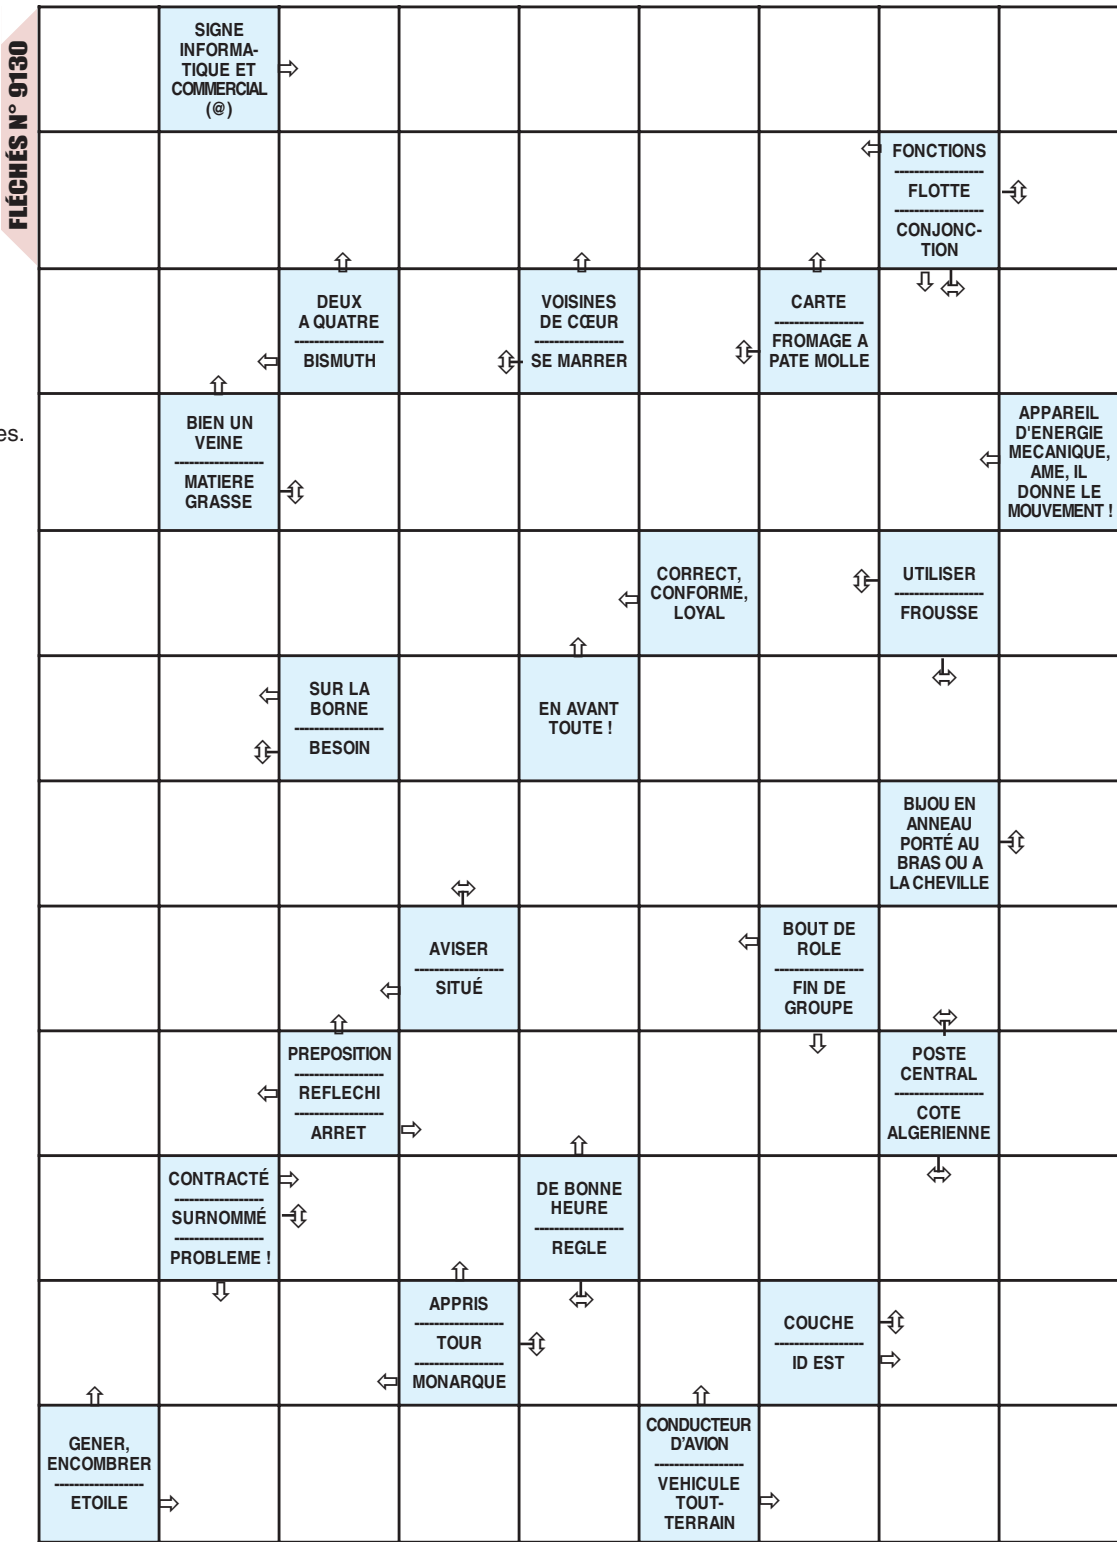 FLÉCHÉS N° 9130
SIGNE
INFORMA-
TIQUE ET
COMMERCIAL
(@)
FONCTIONS
FLOTTE
CONJONC-
TION
DEUX
A QUATRE
BISMUTH
VOISINES
DE CŒUR
SE MARRER
CARTE
FROMAGE A
PATE MOLLE
es.
BIEN UN
VEINE
MATIERE
GRASSE
APPAREIL
D'ENERGIE
MECANIQUE,
AME, IL
DONNE LE
MOUVEMENT !
CORRECT,
CONFORME,
LOYAL
UTILISER
FROUSSE
SUR LA
BORNE
BESOIN
EN AVANT
TOUTE !
BIJOU EN
ANNEAU
PORTÉ AU
BRAS OU A
LA CHEVILLE
AVISER
SITUÉ
BOUT DE
ROLE
FIN DE
GROUPE
PREPOSITION
REFLECHI
ARRET
POSTE
CENTRAL
COTE
ALGERIENNE
CONTRACTÉ
SURNOMMÉ
PROBLEME !
DE BONNE
HEURE
REGLE
APPRIS
TOUR
MONARQUE
COUCHE
ID EST
GENER,
ENCOMBRER
ETOILE
CONDUCTEUR
D’AVION
VEHICULE
TOUT-
TERRAIN